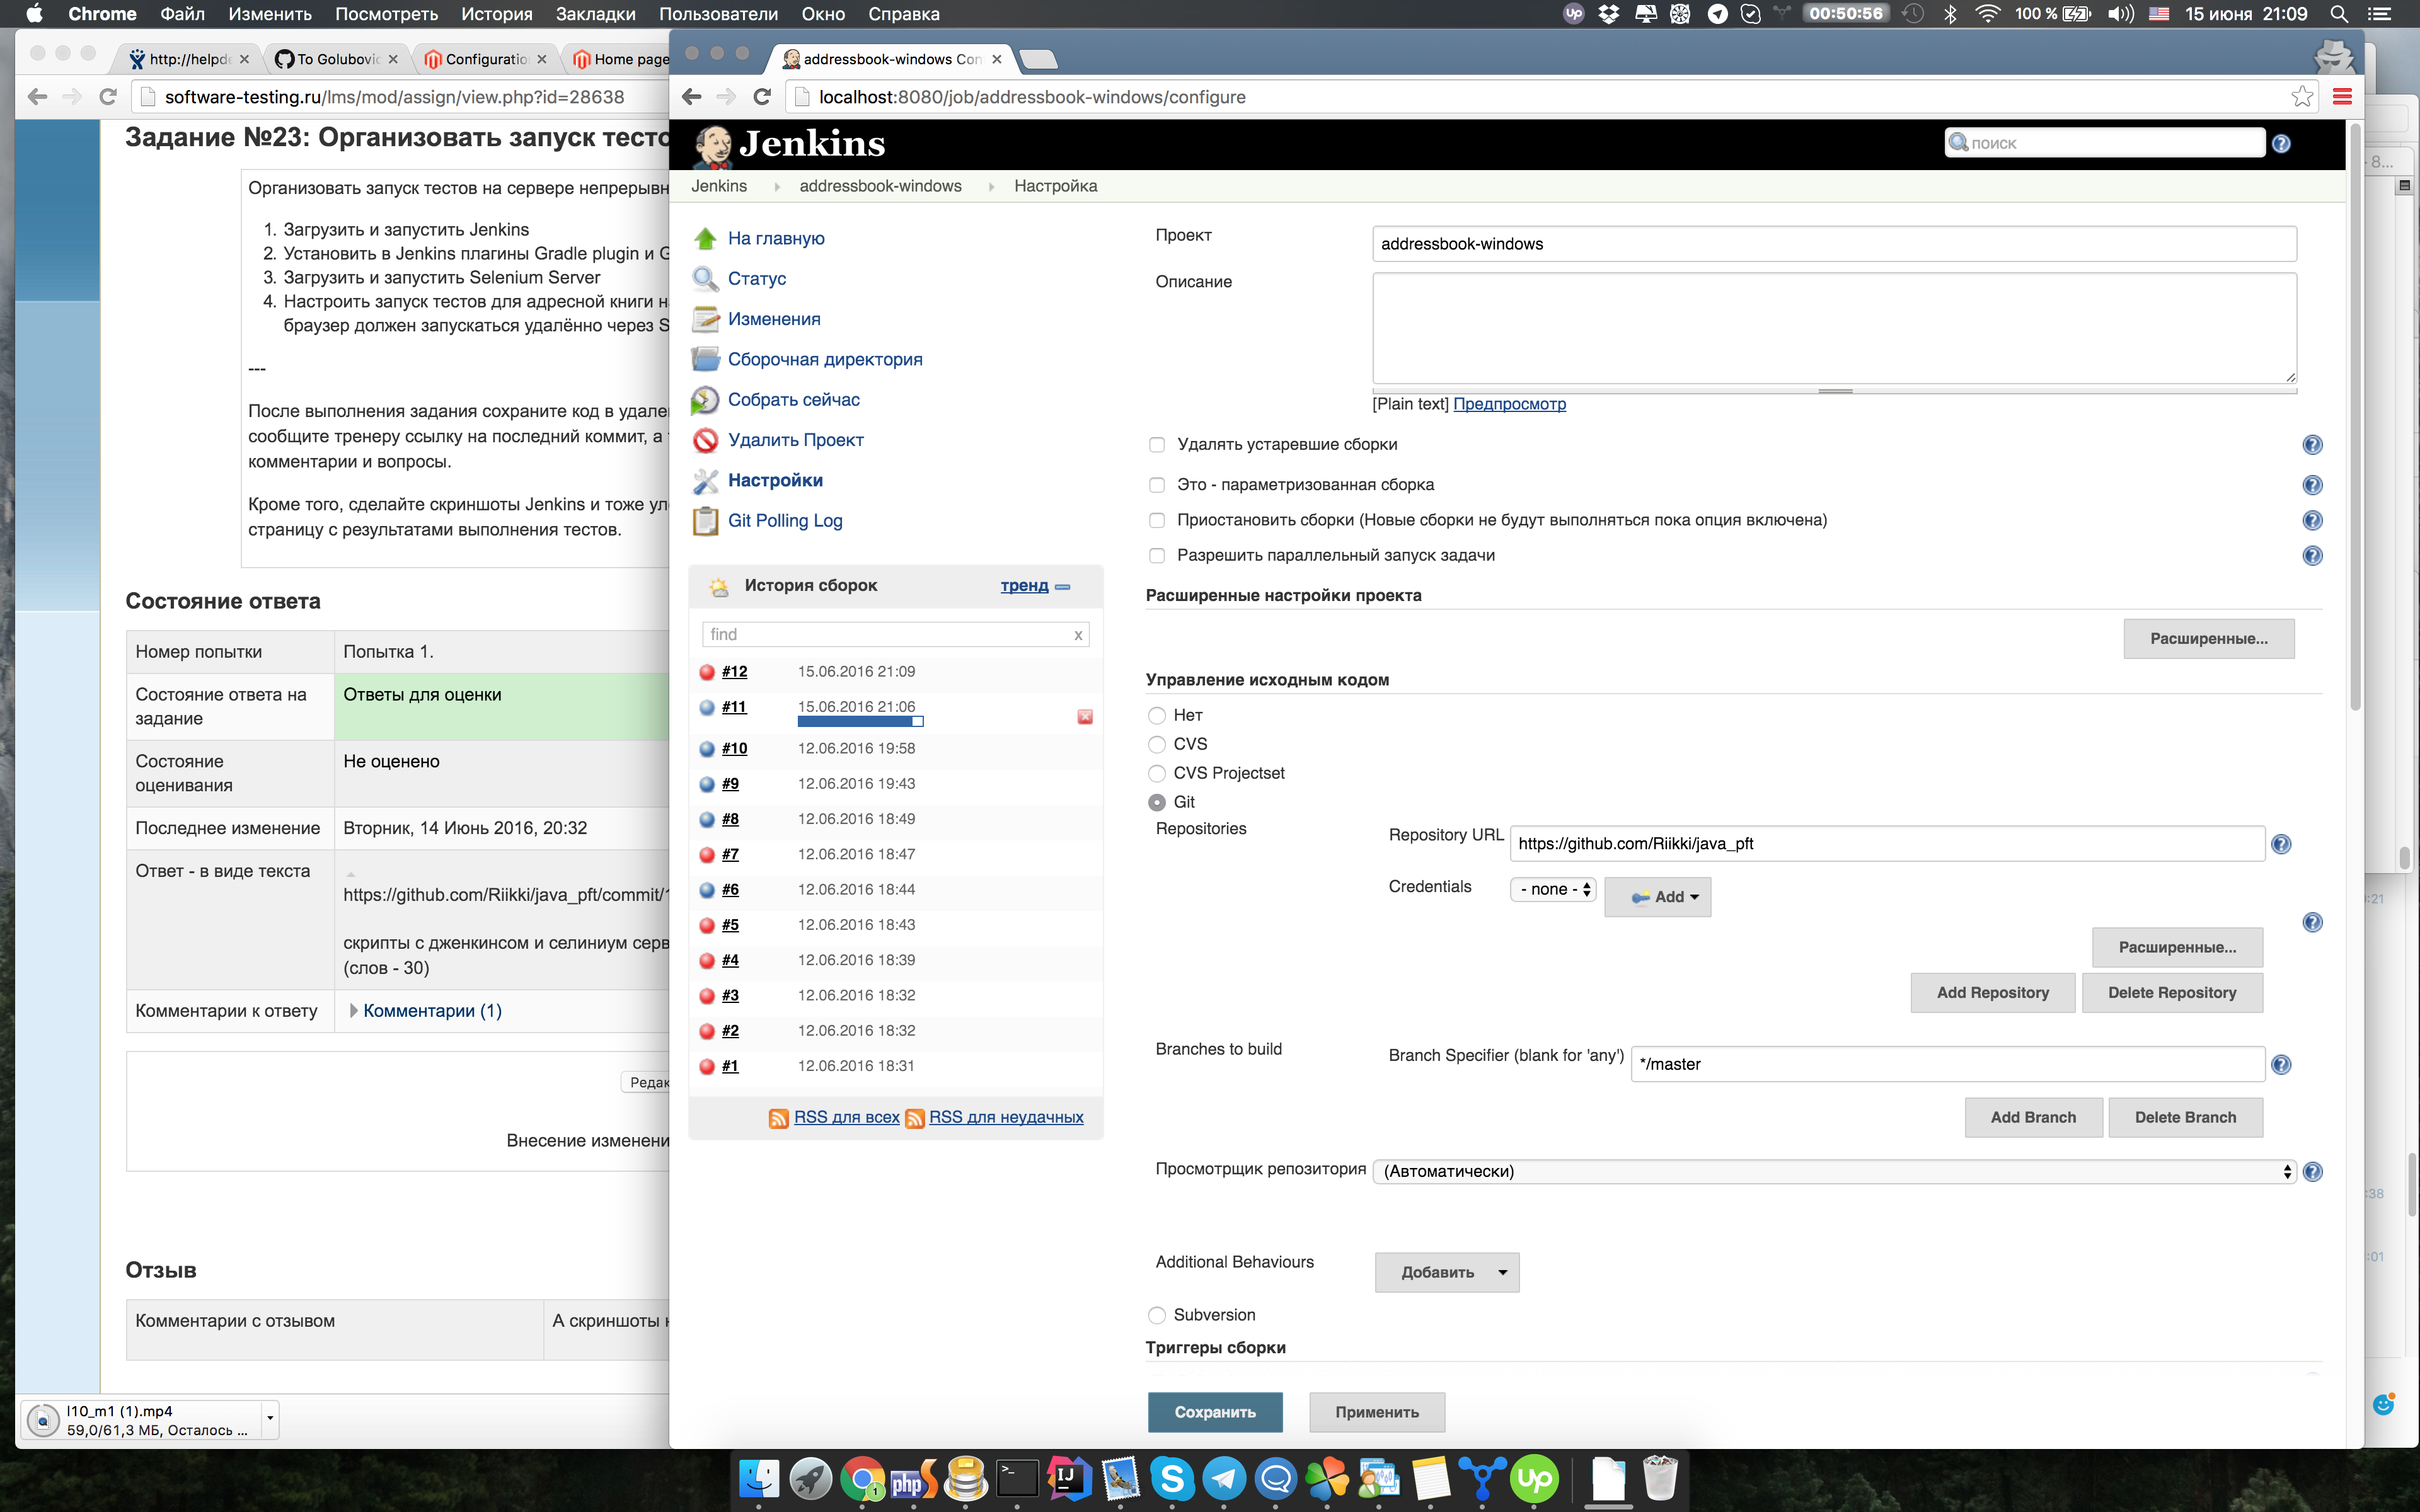 Chrome Файл Изменить Посмотреть История Закладки Пользователи Окно Справка
00:50:56 100 % 15 июня 21:09
http://helpd
To Golubovic
Configuratio
Home page
software-testing.ru/lms/mod/assign/view.php?id=28638
Задание №23: Организовать запуск тесто
Организовать запуск тестов на сервере непрерывн
1. Загрузить и запустить Jenkins
2. Установить в Jenkins плагины Gradle plugin и G
3. Загрузить и запустить Selenium Server
4. Настроить запуск тестов для адресной книги н
браузер должен запускаться удалённо через S
---
После выполнения задания сохраните код в удале
сообщите тренеру ссылку на последний коммит, а
комментарии и вопросы.
Кроме того, сделайте скриншоты Jenkins и тоже ул
страницу с результатами выполнения тестов.
Состояние ответа
Номер попытки Попытка 1.
Состояние ответа на
задание
Ответы для оценки
Состояние
оценивания
Не оценено
Последнее изменение Вторник, 14 Июнь 2016, 20:32
Ответ - в виде текста
https://github.com/Riikki/java_pft/commit/
скрипты с дженкинсом и селиниум серв
(слов - 30)
Комментарии к ответу Комментарии (1)
Редак
Внесение изменени
Отзыв
Комментарии с отзывом А скриншоты
l10_m1 (1).mp4
59,0/61,3 МБ, Осталось ...
addressbook-windows Con
localhost:8080/job/addressbook-windows/configure
Jenkins
поиск
Jenkins addressbook-windows Настройка
На главную
Статус
Изменения
Сборочная директория
Собрать сейчас
Удалить Проект
Настройки
Git Polling Log
История сборок тренд
find x
#12 15.06.2016 21:09
#11 15.06.2016 21:06
#10 12.06.2016 19:58
#9 12.06.2016 19:43
#8 12.06.2016 18:49
#7 12.06.2016 18:47
#6 12.06.2016 18:44
#5 12.06.2016 18:43
#4 12.06.2016 18:39
#3 12.06.2016 18:32
#2 12.06.2016 18:32
#1 12.06.2016 18:31
RSS для всех RSS для неудачных
Проект addressbook-windows
Описание
[Plain text] Предпросмотр
Удалять устаревшие сборки
Это - параметризованная сборка
Приостановить сборки (Новые сборки не будут выполняться пока опция включена)
Разрешить параллельный запуск задачи
Расширенные настройки проекта
Расширенные...
Управление исходным кодом
Нет
CVS
CVS Projectset
Git
Repositories Repository URL https://github.com/Riikki/java_pft
Credentials - none - Add
Расширенные...
Add Repository Delete Repository
Branches to build Branch Specifier (blank for 'any') */master
Add Branch Delete Branch
Просмотрщик репозитория (Автоматически)
Additional Behaviours Добавить
Subversion
Триггеры сборки
Сохранить Применить
8...
:21
:38
:01
php
IJ
1
Up